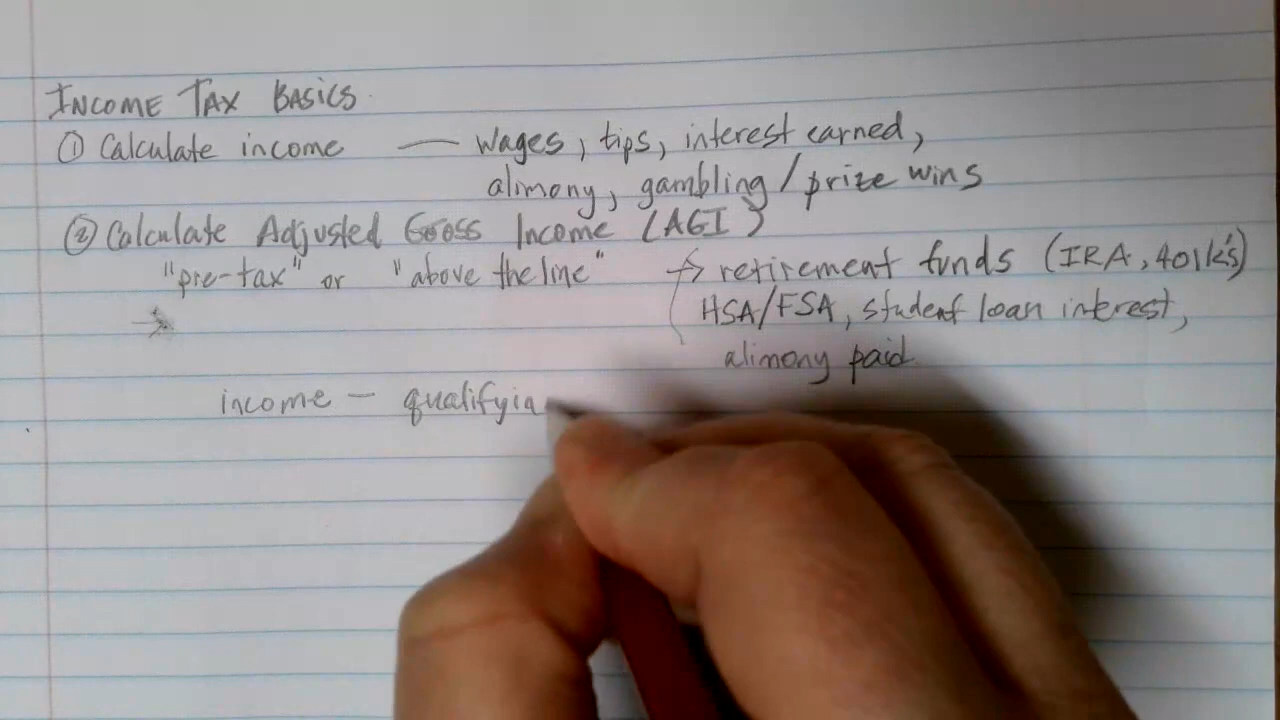 INCOME TAX BASICS
① Calculate income — wages, tips, interest earned,
alimony, gambling/prize wins
② Calculate Adjusted Gross Income (AGI)
"pre-tax" or "above the line" → retirement funds (IRA, 401k's)
→ HSA/FSA, student loan interest,
alimony paid
income — qualifyin